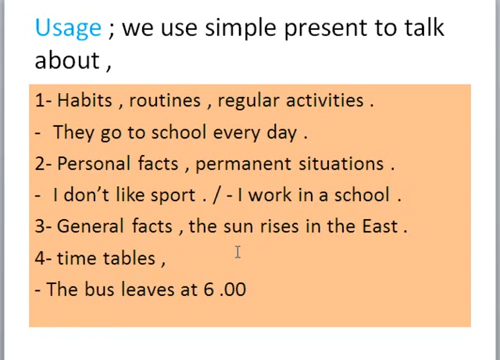 Usage ; we use simple present to talk
about ,
1- Habits , routines , regular activities .
- They go to school every day .
2- Personal facts , permanent situations .
- I don’t like sport . / - I work in a school .
3- General facts , the sun rises in the East .
4- time tables ,
- The bus leaves at 6 .00